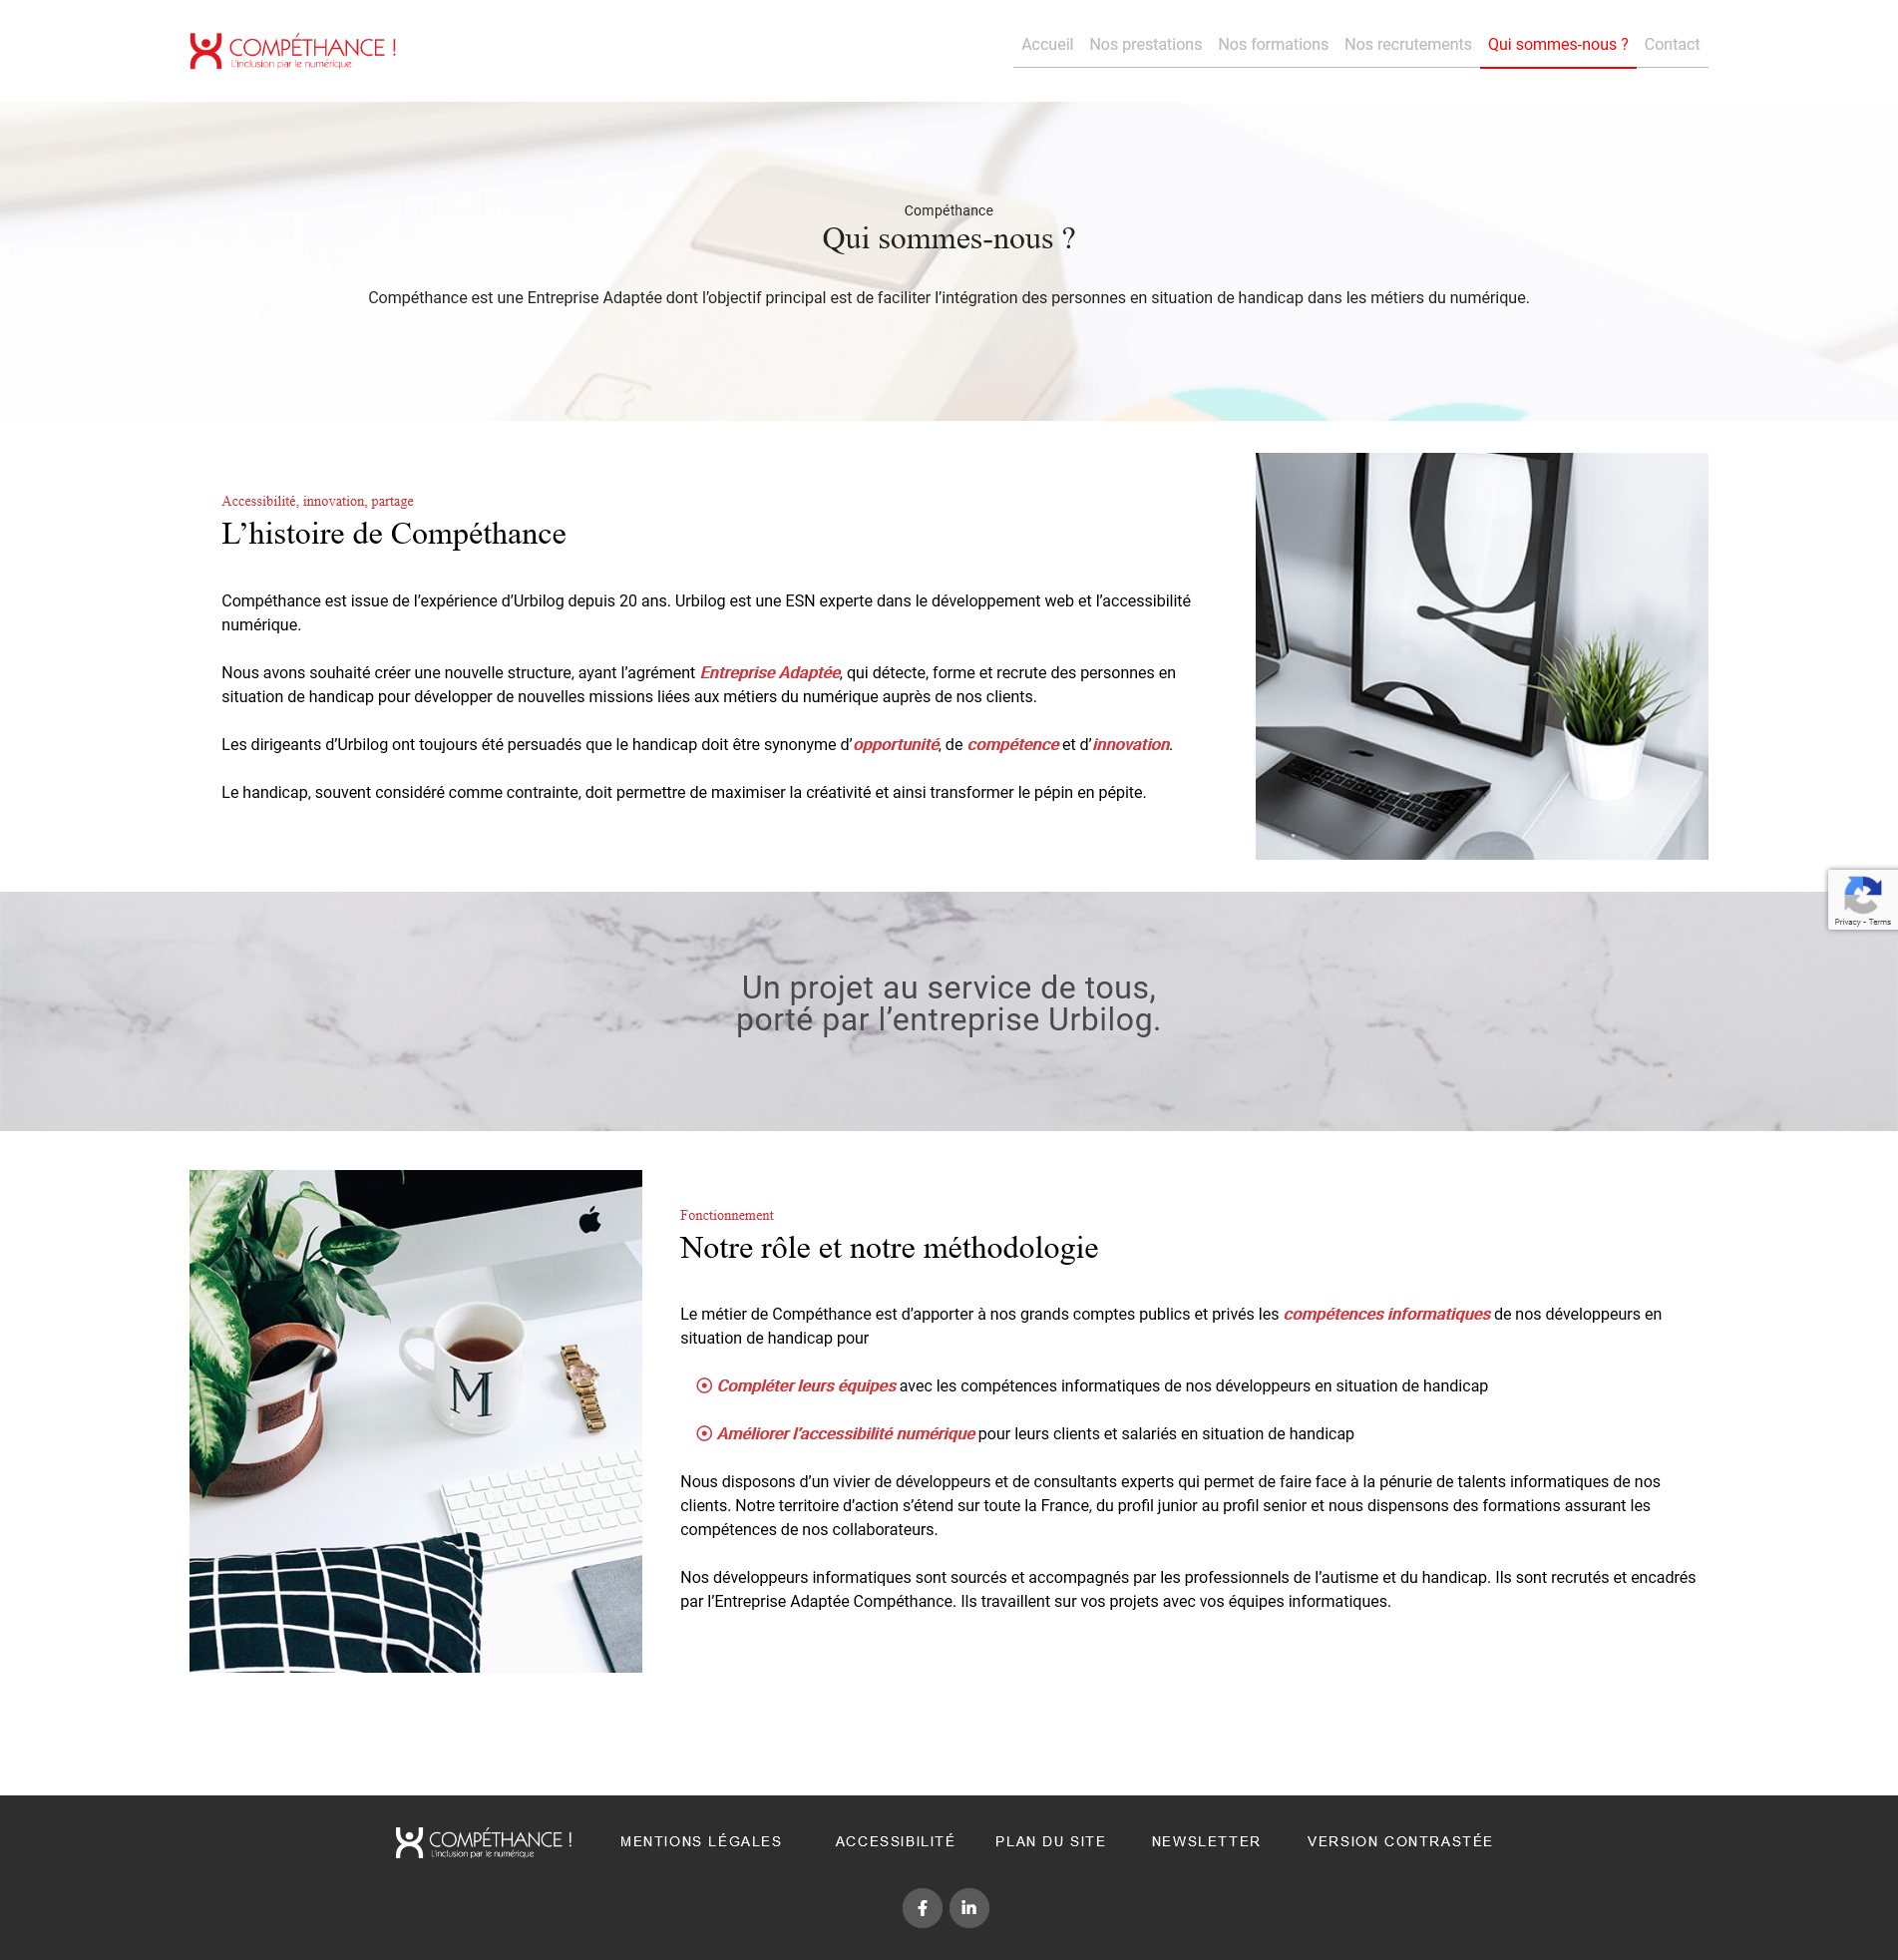 COMPÉTHANCE !
L'inclusion par le numérique
Accueil Nos prestations Nos formations Nos recrutements Qui sommes-nous ? Contact
Compéthance
Qui sommes-nous ?
Compéthance est une Entreprise Adaptée dont l’objectif principal est de faciliter l’intégration des personnes en situation de handicap dans les métiers du numérique.
Accessibilité, innovation, partage
L’histoire de Compéthance
Compéthance est issue de l’expérience d’Urbilog depuis 20 ans. Urbilog est une ESN experte dans le développement web et l’accessibilité
numérique.
Nous avons souhaité créer une nouvelle structure, ayant l’agrément Entreprise Adaptée, qui détecte, forme et recrute des personnes en
situation de handicap pour développer de nouvelles missions liées aux métiers du numérique auprès de nos clients.
Les dirigeants d’Urbilog ont toujours été persuadés que le handicap doit être synonyme d’opportunité, de compétence et d’innovation.
Le handicap, souvent considéré comme contrainte, doit permettre de maximiser la créativité et ainsi transformer le pépin en pépite.
Q
Privacy - Terms
Un projet au service de tous,
porté par l’entreprise Urbilog.
M
Fonctionnement
Notre rôle et notre méthodologie
Le métier de Compéthance est d’apporter à nos grands comptes publics et privés les compétences informatiques de nos développeurs en
situation de handicap pour
Compléter leurs équipes avec les compétences informatiques de nos développeurs en situation de handicap
Améliorer l’accessibilité numérique pour leurs clients et salariés en situation de handicap
Nous disposons d’un vivier de développeurs et de consultants experts qui permet de faire face à la pénurie de talents informatiques de nos
clients. Notre territoire d’action s’étend sur toute la France, du profil junior au profil senior et nous dispensons des formations assurant les
compétences de nos collaborateurs.
Nos développeurs informatiques sont sourcés et accompagnés par les professionnels de l’autisme et du handicap. Ils sont recrutés et encadrés
par l’Entreprise Adaptée Compéthance. Ils travaillent sur vos projets avec vos équipes informatiques.
COMPÉTHANCE !
L'inclusion par le numérique
MENTIONS LÉGALES ACCESSIBILITÉ PLAN DU SITE NEWSLETTER VERSION CONTRASTÉE